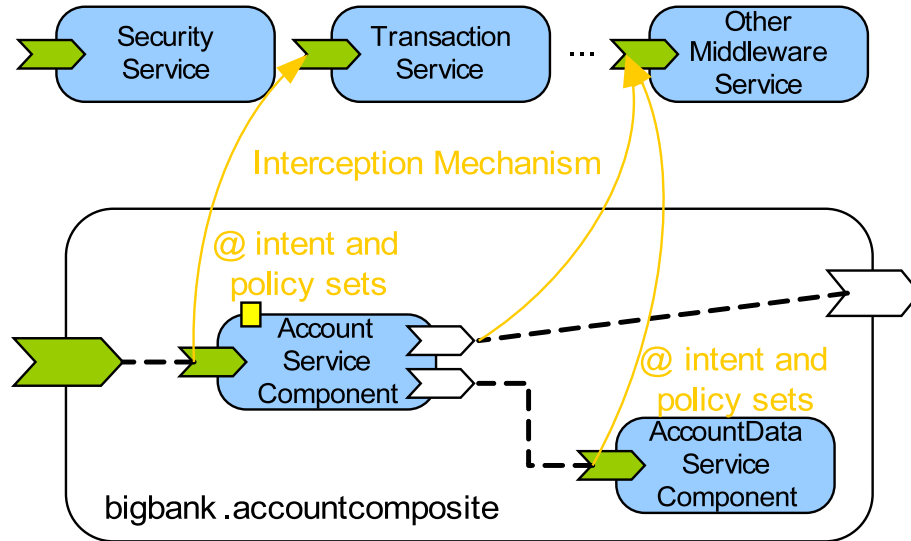 Security
Service
Transaction
Service
...
Other
Middleware
Service
Interception Mechanism
@ intent and
policy sets
Account
Service
Component
@ intent and
policy sets
AccountData
Service
Component
bigbank .accountcomposite